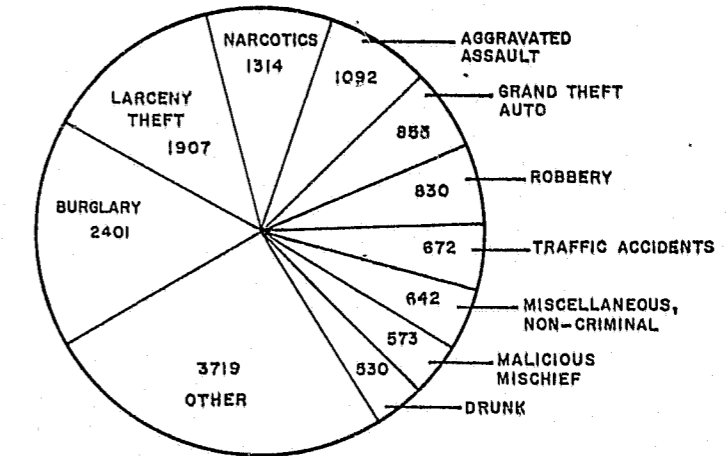 NARCOTICS
1314
AGGRAVATED
ASSAULT
1092
GRAND THEFT
AUTO
853
LARCENY
THEFT
1907
ROBBERY
830
BURGLARY
2401
TRAFFIC ACCIDENTS
672
MISCELLANEOUS,
NON-CRIMINAL
642
MALICIOUS
MISCHIEF
573
DRUNK
530
3719
OTHER